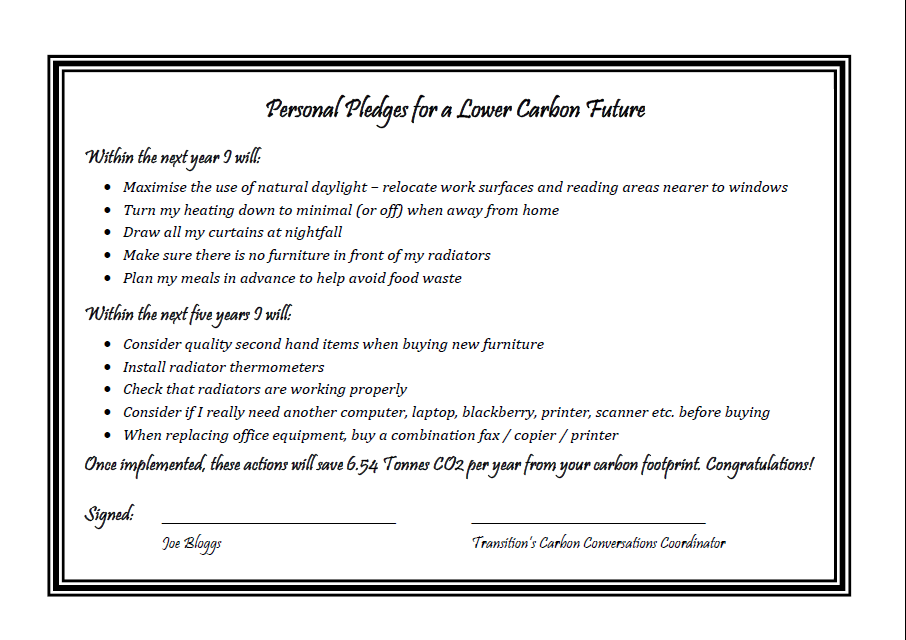 Personal Pledges for a Lower Carbon Future
Within the next year I will:
• Maximise the use of natural daylight – relocate work surfaces and reading areas nearer to windows
• Turn my heating down to minimal (or off) when away from home
• Draw all my curtains at nightfall
• Make sure there is no furniture in front of my radiators
• Plan my meals in advance to help avoid food waste
Within the next five years I will:
• Consider quality second hand items when buying new furniture
• Install radiator thermometers
• Check that radiators are working properly
• Consider if I really need another computer, laptop, blackberry, printer, scanner etc. before buying
• When replacing office equipment, buy a combination fax / copier / printer
Once implemented, these actions will save 6.54 Tonnes CO2 per year from your carbon footprint. Congratulations!
Signed:
Joe Bloggs Transition's Carbon Conversations Coordinator